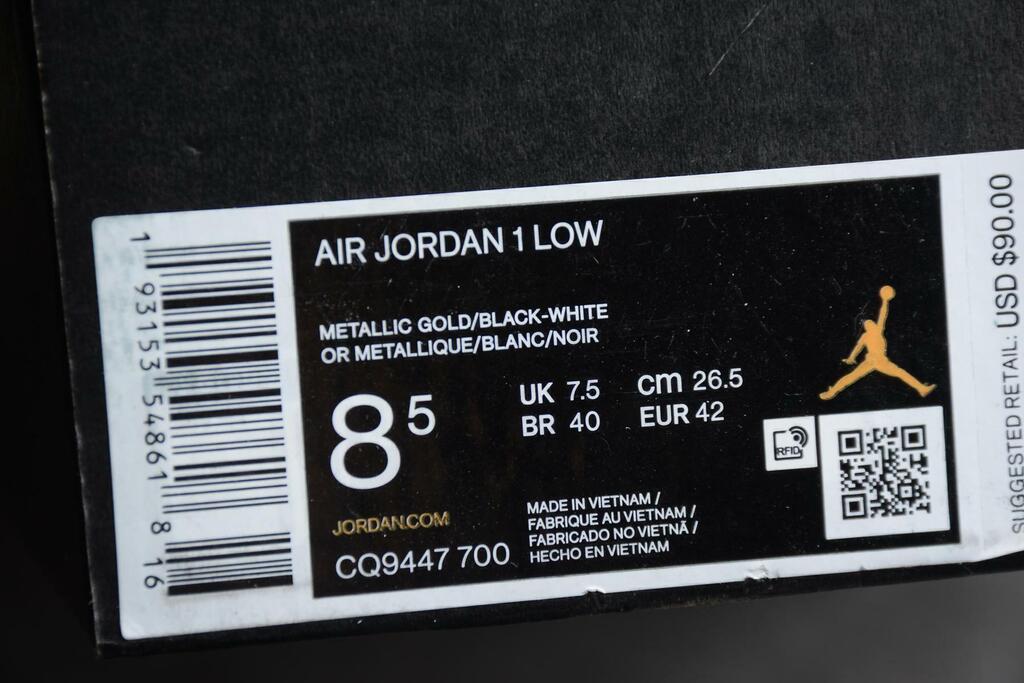 AIR JORDAN 1 LOW
METALLIC GOLD/BLACK-WHITE
OR METALLIQUE/BLANC/NOIR
8 5
UK 7.5 cm 26.5
BR 40 EUR 42
RFID
JORDAN.COM
CQ9447 700
MADE IN VIETNAM /
FABRIQUE AU VIETNAM /
FABRICADO NO VIETNÃ /
HECHO EN VIETNAM
1 93153 54861 8 16
SUGGESTED RETAIL: USD $90.00